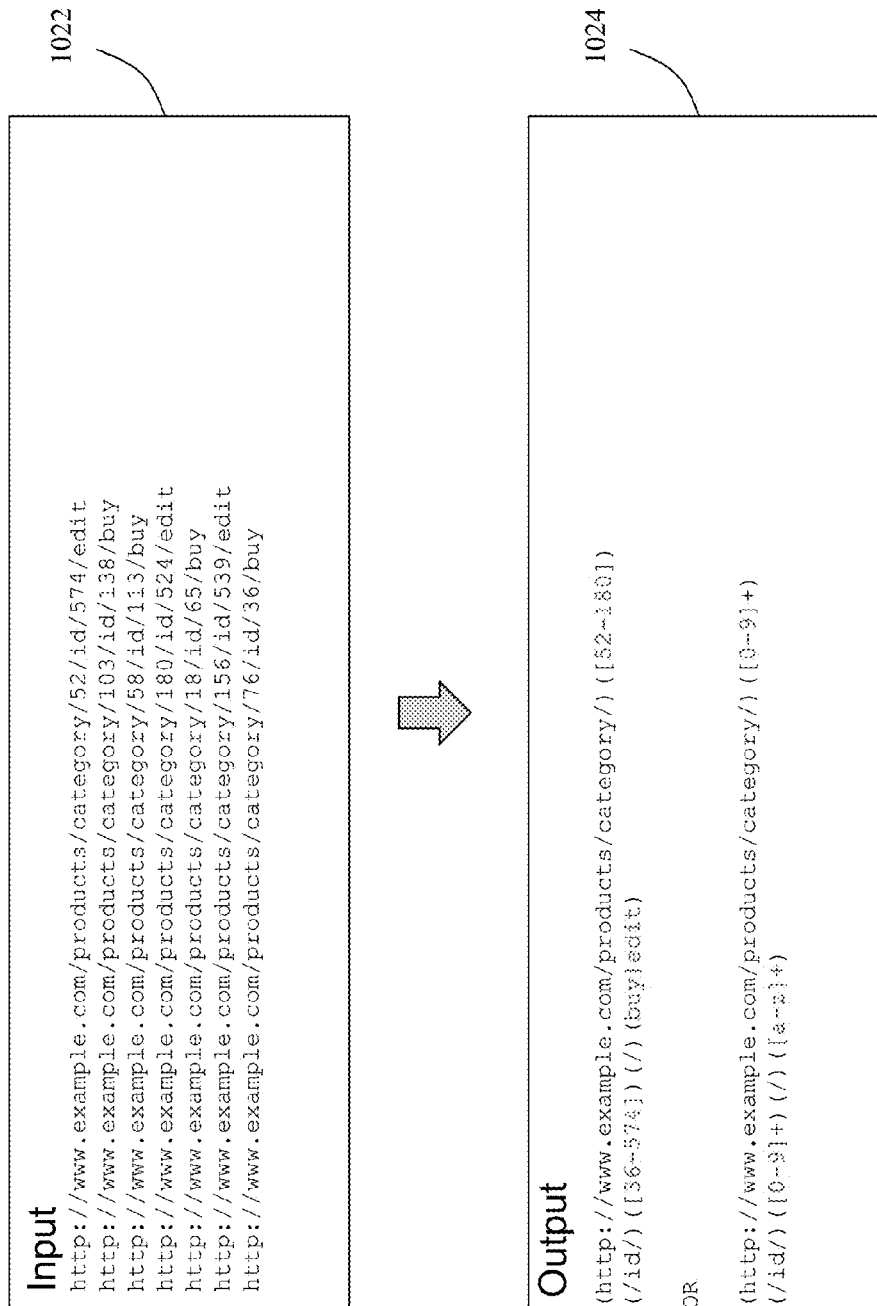 Input
http://www.example.com/products/category/52/id/574/edit
http://www.example.com/products/category/103/id/138/buy
http://www.example.com/products/category/58/id/113/buy
http://www.example.com/products/category/180/id/524/edit
http://www.example.com/products/category/18/id/65/buy
http://www.example.com/products/category/156/id/539/edit
http://www.example.com/products/category/76/id/36/buy
1022
Output
(http://www.example.com/products/category/)([52-180])
(/id/)([36-574])(/)(buy|edit)
OR
(http://www.example.com/products/category/)([0-9]+)
(/id/)([0-9]+)(/)([a-z]+)
1024